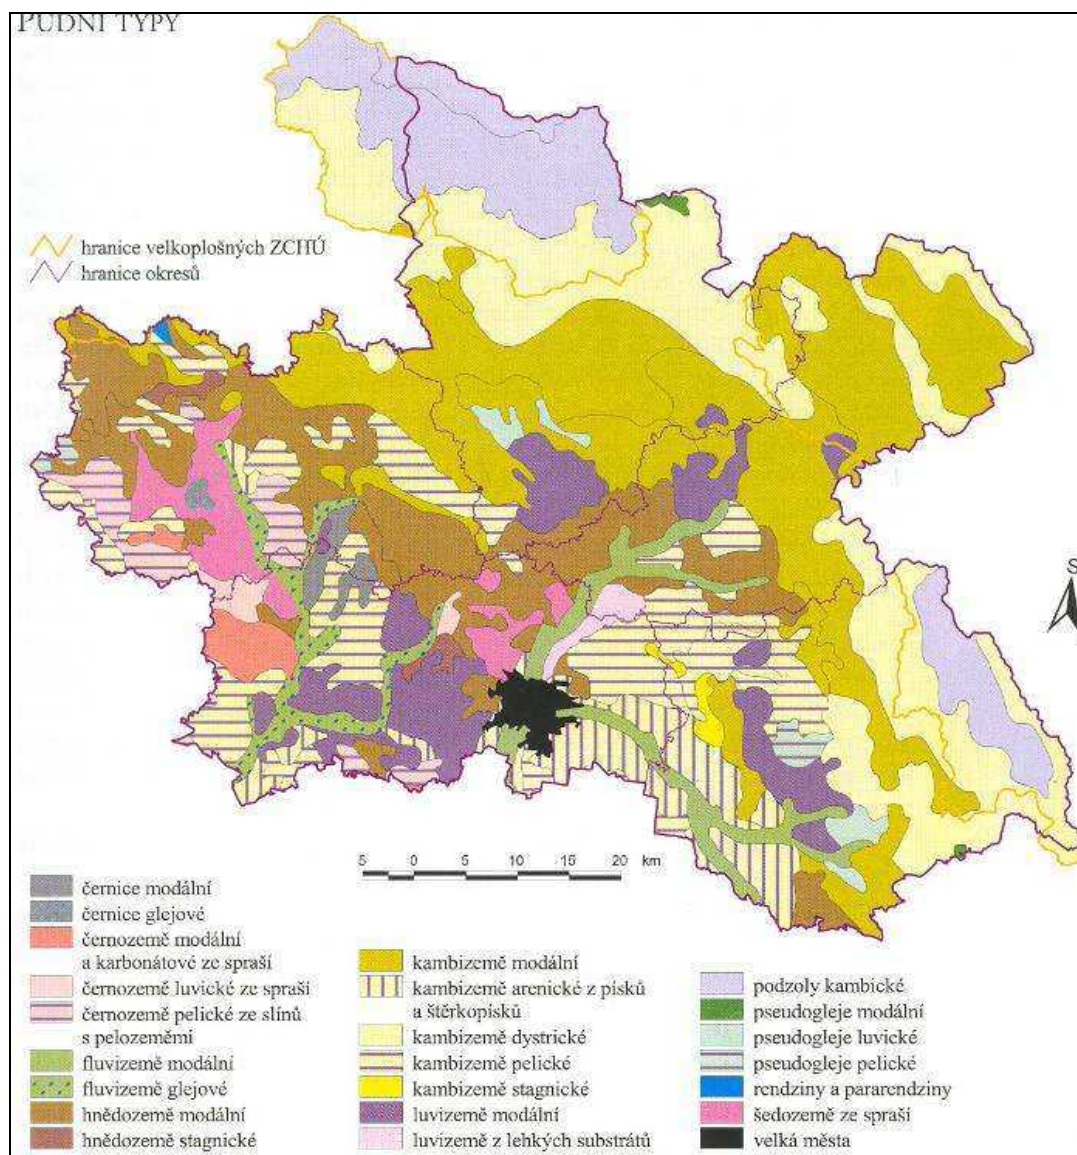 PŮDNÍ TYPY
hranice velkoplošných ZCHÚ
hranice okresů
S
5 0 5 10 15 20 km
černice modální
černice glejové
černozemě modální
a karbonátové ze spraší
černozemě luvické ze spraší
černozemě pelické ze slínů
s pelozeměmi
fluvizemě modální
fluvizemě glejové
hnědozemě modální
hnědozemě stagnické
kambizemě modální
kambizemě arenické z písků
a štěrkopísků
kambizemě dystrické
kambizemě pelické
kambizemě stagnické
luvizemě modální
luvizemě z lehkých substrátů
podzoly kambické
pseudogleje modální
pseudogleje luvické
pseudogleje pelické
rendziny a pararendziny
šedozemě ze spraší
velká města